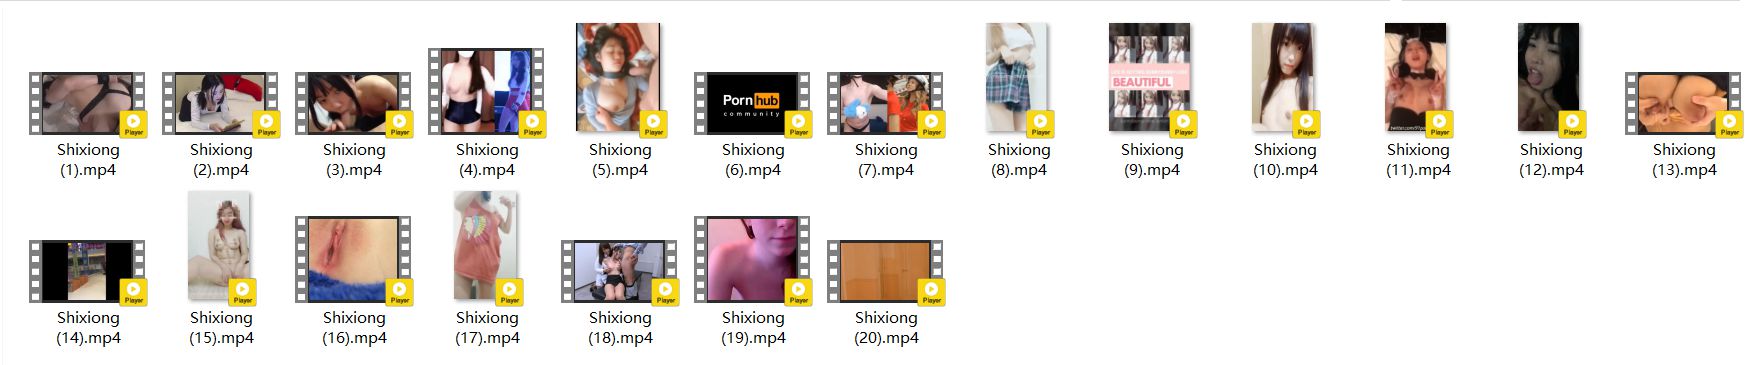 Porn hub
community
BEAUTIFUL
Player
Player
Player
Player
Player
Player
Player
Player
Player
Player
Player
Player
Player
Shixiong
(1).mp4
Shixiong
(2).mp4
Shixiong
(3).mp4
Shixiong
(4).mp4
Shixiong
(5).mp4
Shixiong
(6).mp4
Shixiong
(7).mp4
Shixiong
(8).mp4
Shixiong
(9).mp4
Shixiong
(10).mp4
Shixiong
(11).mp4
Shixiong
(12).mp4
Shixiong
(13).mp4
Player
Player
Player
Player
Player
Player
Player
Shixiong
(14).mp4
Shixiong
(15).mp4
Shixiong
(16).mp4
Shixiong
(17).mp4
Shixiong
(18).mp4
Shixiong
(19).mp4
Shixiong
(20).mp4